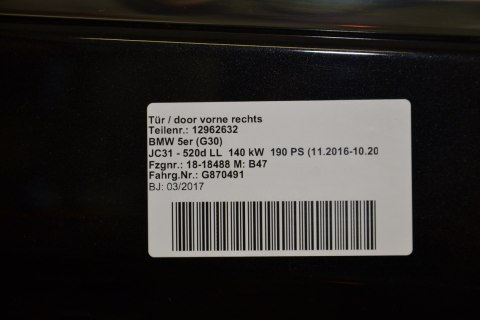 Tür / door vorne rechts
Teilenr.: 12962632
BMW 5er (G30)
JC31 - 520d LL 140 kW 190 PS (11.2016-10.20
Fzgnr.: 18-18488 M: B47
Fahrg.Nr.: G870491
BJ: 03/2017